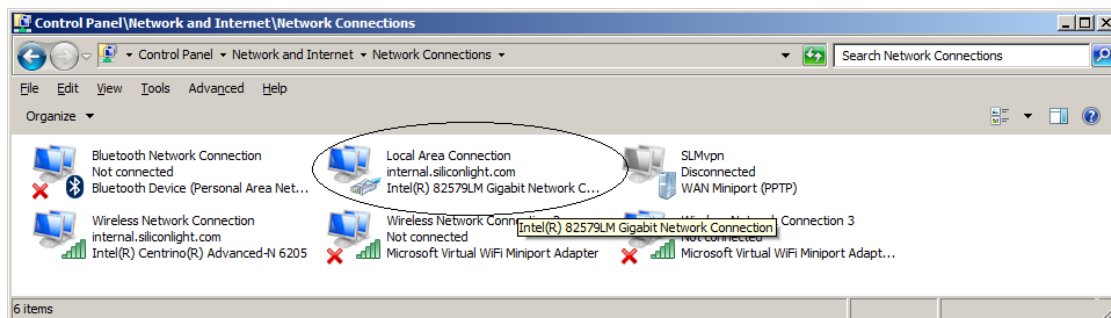 Control Panel\Network and Internet\Network Connections
Control Panel Network and Internet Network Connections
Search Network Connections
File Edit View Tools Advanced Help
Organize
Bluetooth Network Connection
Not connected
Bluetooth Device (Personal Area Net...
Local Area Connection
internal.siliconlight.com
Intel(R) 82579LM Gigabit Network C...
SLMvpn
Disconnected
WAN Miniport (PPTP)
Wireless Network Connection
internal.siliconlight.com
Intel(R) Centrino(R) Advanced-N 6205
Wireless Network Connection 2
Not connected
Microsoft Virtual WiFi Miniport Adapter
Intel(R) 82579LM Gigabit Network Connection
Wireless Network Connection 3
Not connected
Microsoft Virtual WiFi Miniport Adapt...
6 items